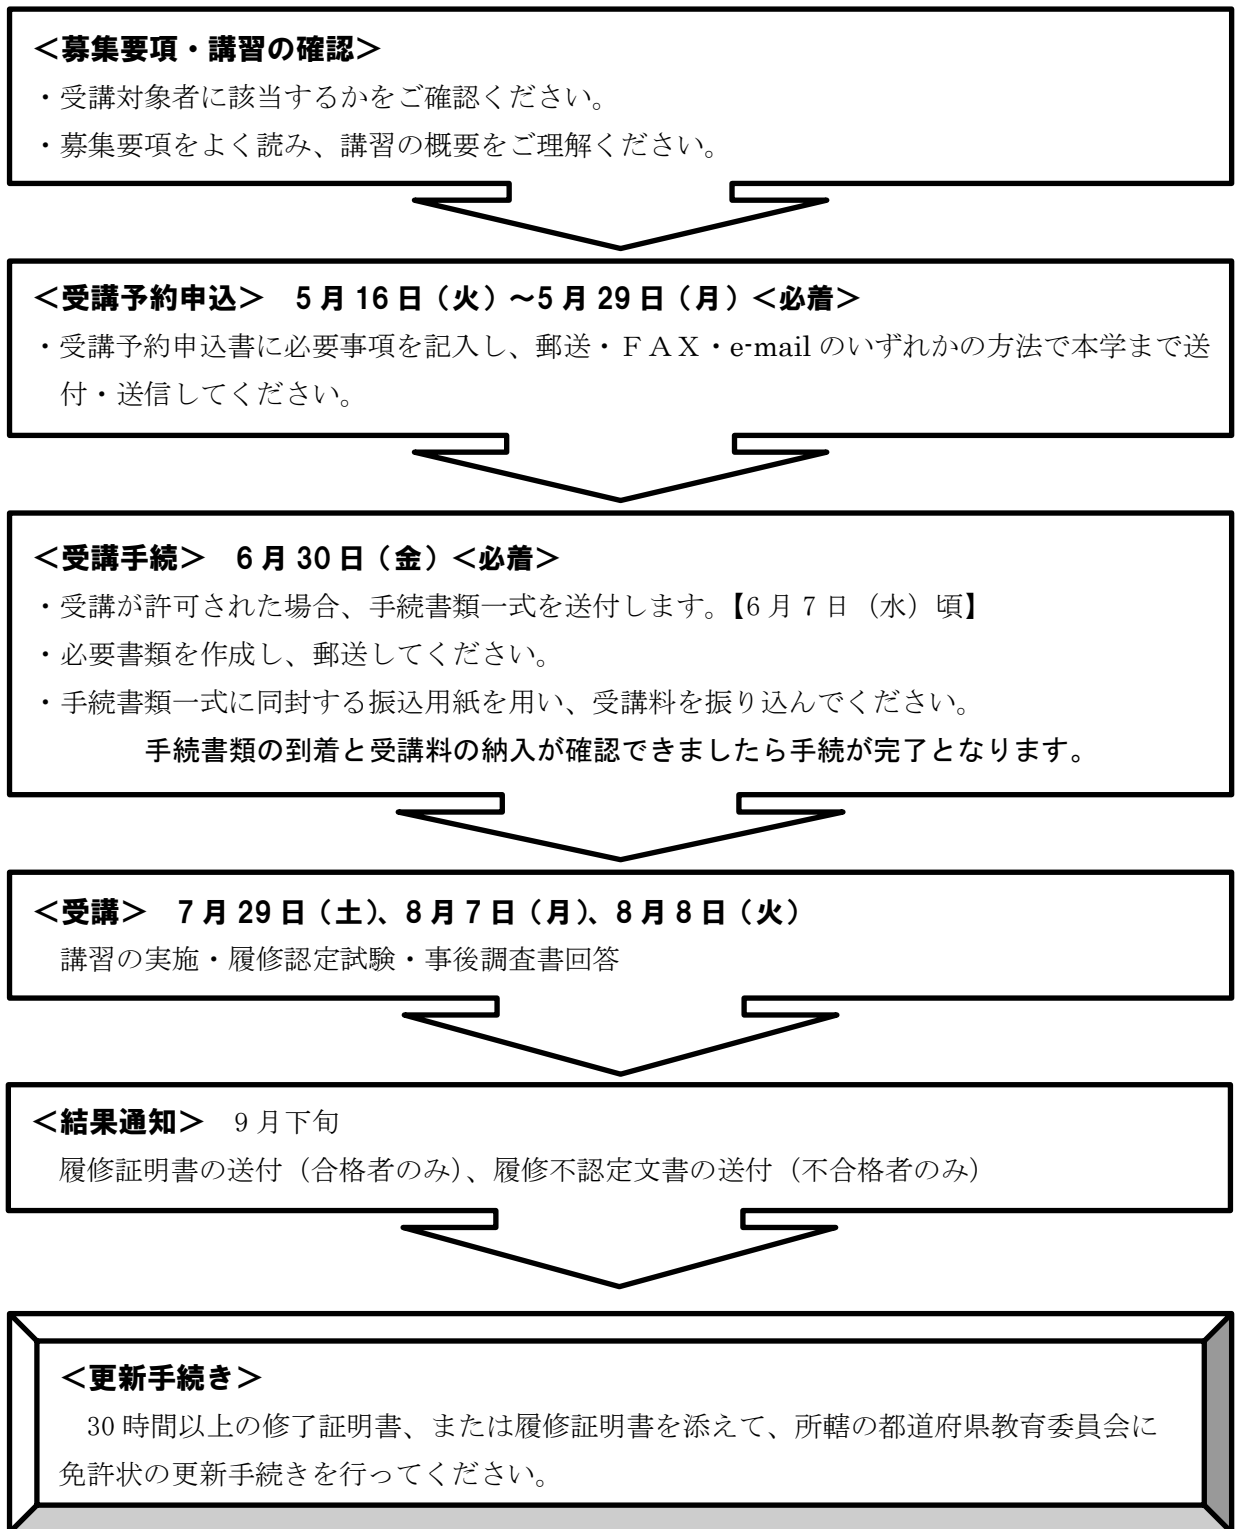 ＜募集要項・講習の確認＞
・受講対象者に該当するかをご確認ください。
・募集要項をよく読み、講習の概要をご理解ください。
＜受講予約申込＞　5月16日（火）～5月29日（月）＜必着＞
・受講予約申込書に必要事項を記入し、郵送・ＦＡＸ・e-mailのいずれかの方法で本学まで送
付・送信してください。
＜受講手続＞　6月30日（金）＜必着＞
・受講が許可された場合、手続書類一式を送付します。【6月7日（水）頃】
・必要書類を作成し、郵送してください。
・手続書類一式に同封する振込用紙を用い、受講料を振り込んでください。
手続書類の到着と受講料の納入が確認できましたら手続が完了となります。
＜受講＞　7月29日（土）、8月7日（月）、8月8日（火）
講習の実施・履修認定試験・事後調査書回答
＜結果通知＞　9月下旬
履修証明書の送付（合格者のみ）、履修不認定文書の送付（不合格者のみ）
＜更新手続き＞
30時間以上の修了証明書、または履修証明書を添えて、所轄の都道府県教育委員会に
免許状の更新手続きを行ってください。